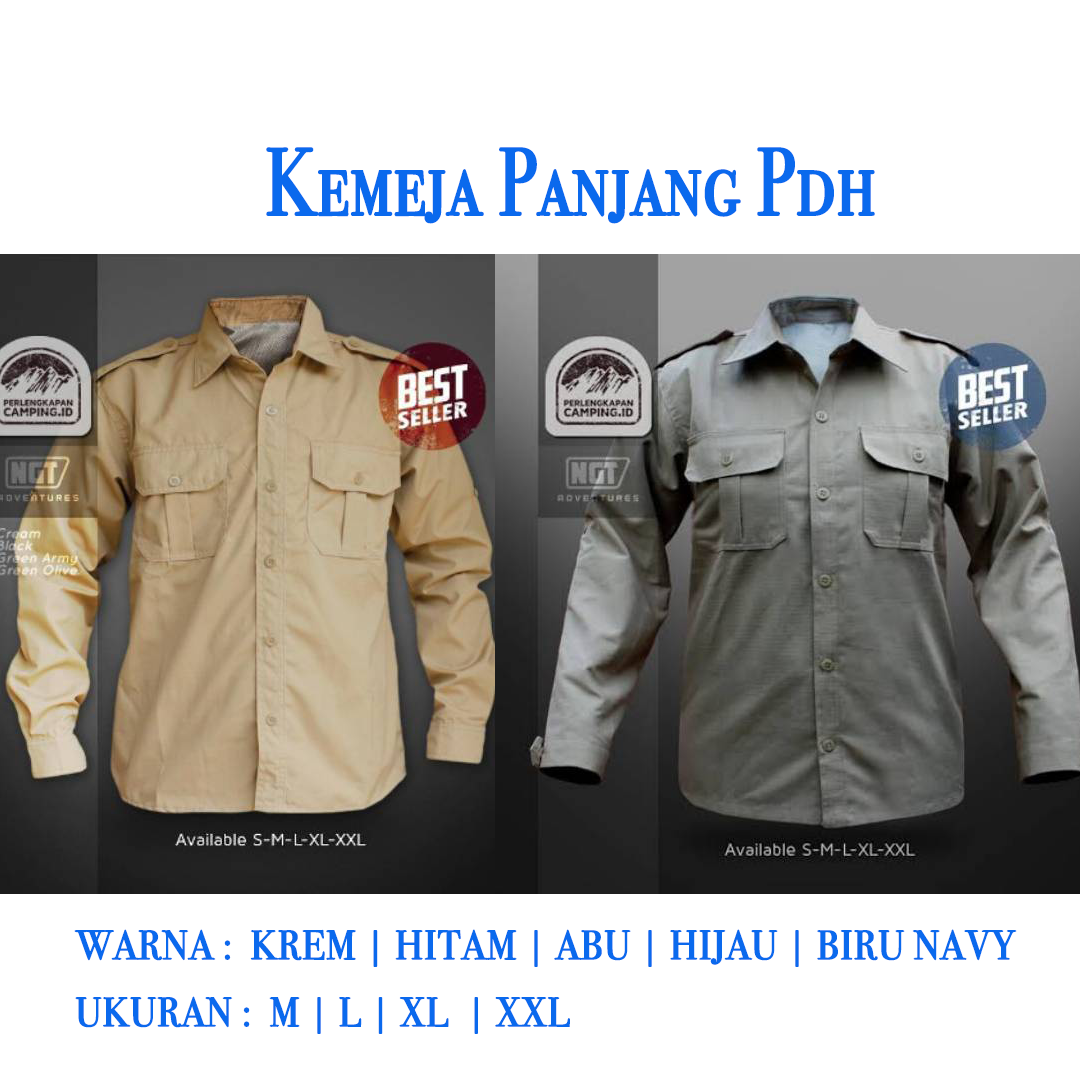 Kemeja Panjang Pdh
PERLENGKAPAN
CAMPING.ID
NGT
ADVENTURES
Cream
Black
Green Army
Green Olive
BEST
SELLER
Available S-M-L-XL-XXL
PERLENGKAPAN
CAMPING.ID
NGT
ADVENTURES
BEST
SELLER
Available S-M-L-XL-XXL
WARNA : KREM | HITAM | ABU | HIJAU | BIRU NAVY
UKURAN : M | L | XL | XXL